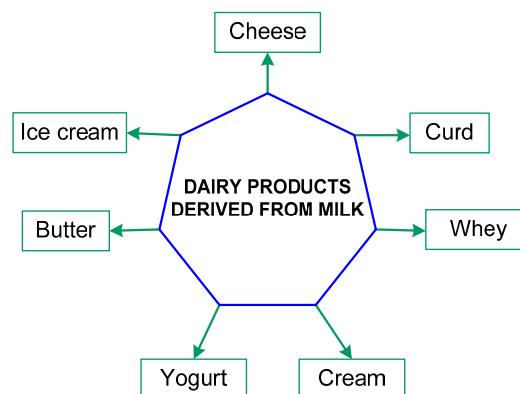 Cheese
Ice cream
Curd
DAIRY PRODUCTS
DERIVED FROM MILK
Butter
Whey
Yogurt
Cream